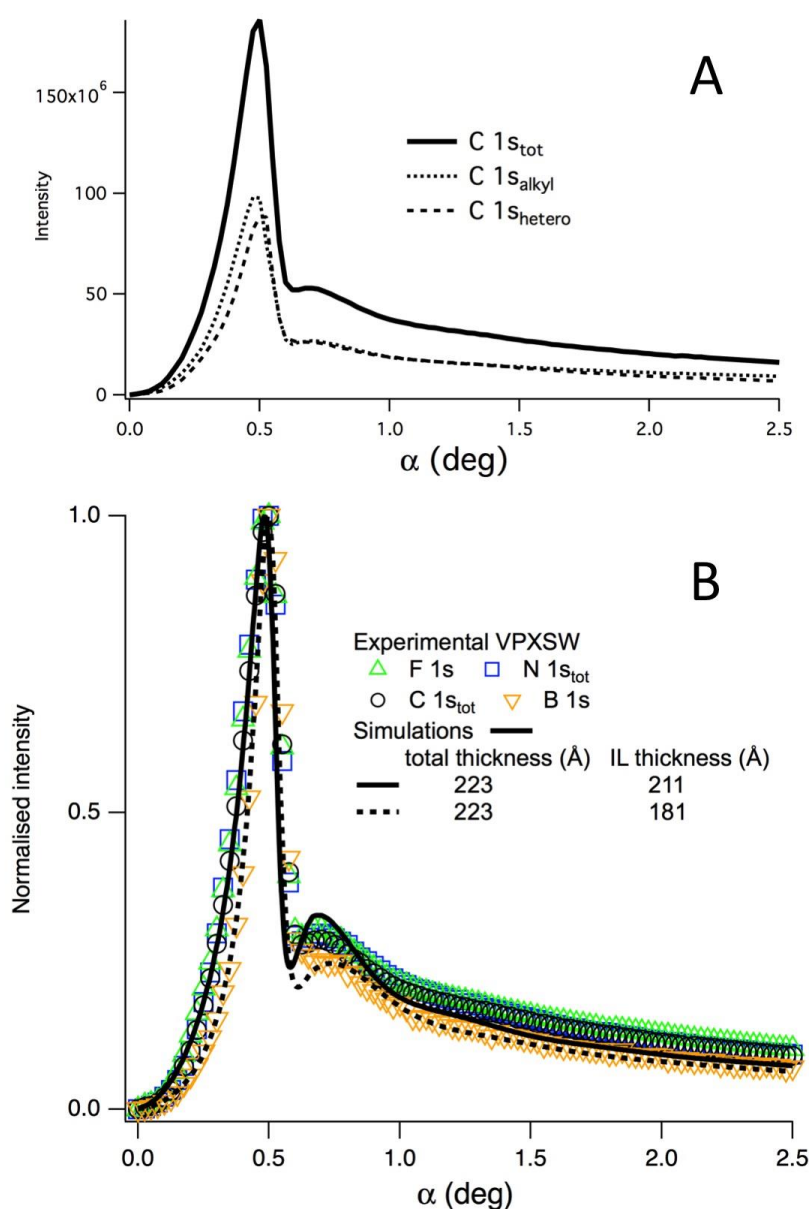 A
150x10⁶
100
50
0
Intensity
C 1s_tot
C 1s_alkyl
C 1s_hetero
0.0 0.5 1.0 1.5 2.0 2.5
α (deg)
B
1.0
0.5
0.0
Normalised intensity
Experimental VPXSW
F 1s N 1s_tot
C 1s_tot B 1s
Simulations
total thickness (Å) IL thickness (Å)
223 211
223 181
0.0 0.5 1.0 1.5 2.0 2.5
α (deg)